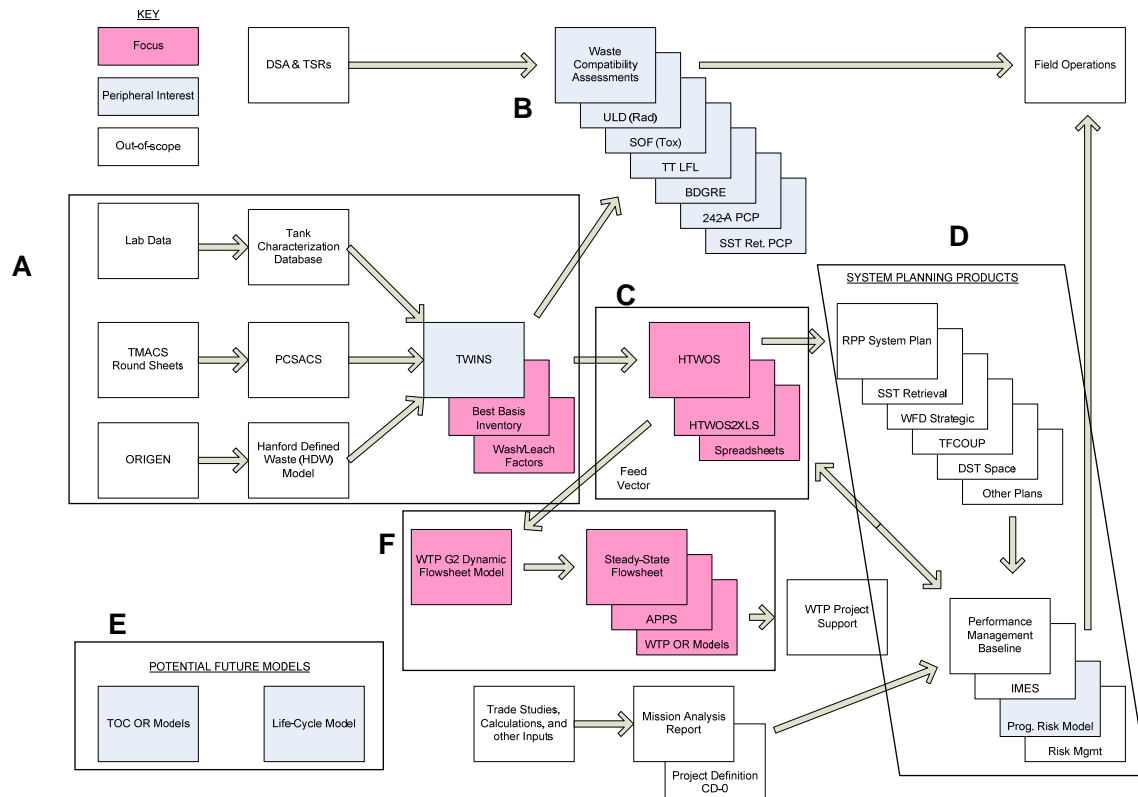 KEY
Focus
Peripheral Interest
Out-of-scope
DSA & TSRs
Waste
Compatibility
Assessments
ULD (Rad)
SOF (Tox)
TT LFL
BDGRE
242-A PCP
SST Ret. PCP
Field Operations
B
A
Lab Data
Tank
Characterization
Database
TMACS
Round Sheets
PCSACS
ORIGEN
Hanford Defined
Waste (HDW)
Model
TWINS
Best Basis
Inventory
Wash/Leach
Factors
C
HTWOS
HTWOS2XLS
Spreadsheets
Feed
Vector
D
SYSTEM PLANNING PRODUCTS
RPP System Plan
SST Retrieval
WFD Strategic
TFCOUP
DST Space
Other Plans
Performance
Management
Baseline
IMES
Prog. Risk Model
Risk Mgmt
F
WTP G2 Dynamic
Flowsheet Model
Steady-State
Flowsheet
APPS
WTP OR Models
WTP Project
Support
E
POTENTIAL FUTURE MODELS
TOC OR Models
Life-Cycle Model
Trade Studies,
Calculations, and
other Inputs
Mission Analysis
Report
Project Definition
CD-0